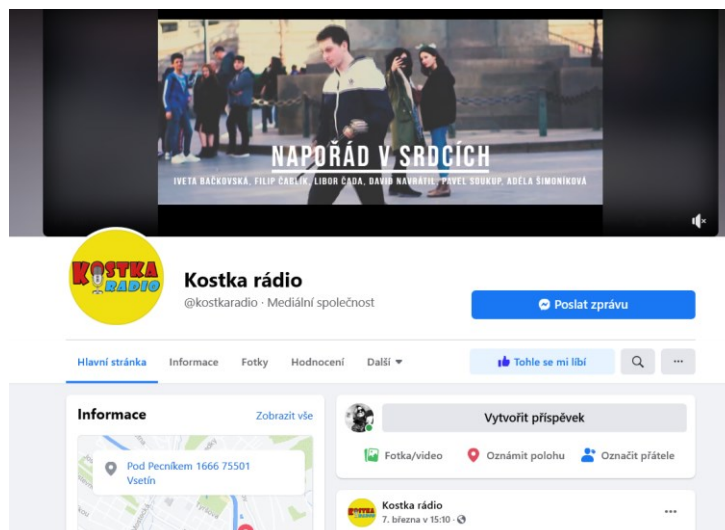 NAPOŘÁD V SRDCÍCH
IVETA BAČKOVSKÁ, FILIP ČABLÍK, LIBOR ČADA, DAVID NAVRÁTIL, PAVEL SOUKUP, ADÉLA ŠIMONÍKOVÁ
KOSTKA
RADIO
Kostka rádio
@kostkaradio · Mediální společnost
Poslat zprávu
Hlavní stránka Informace Fotky Hodnocení Další
Tohle se mi líbí
Informace Zobrazit vše
Pod Pecníkem 1666 75501
Vsetín
Vytvořit příspěvek
Fotka/video Oznámit polohu Označit přátele
Kostka rádio
7. března v 15:10 ·